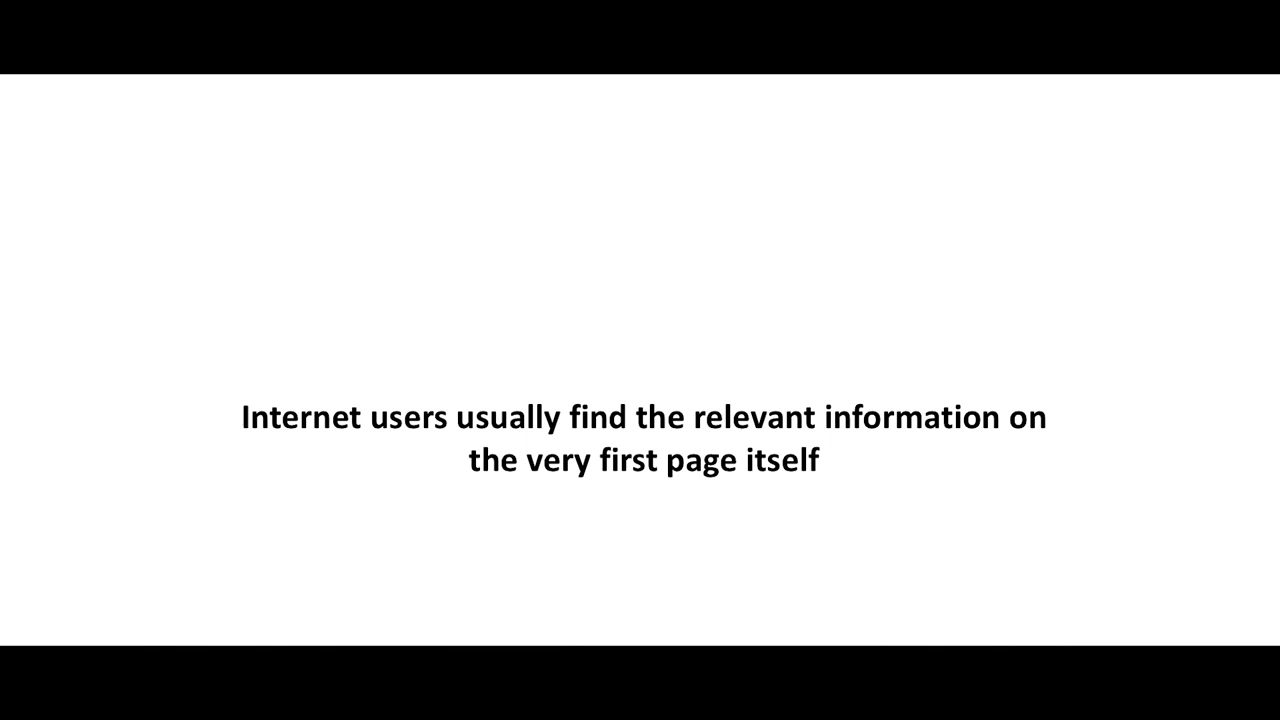 Internet users usually find the relevant information on
the very first page itself